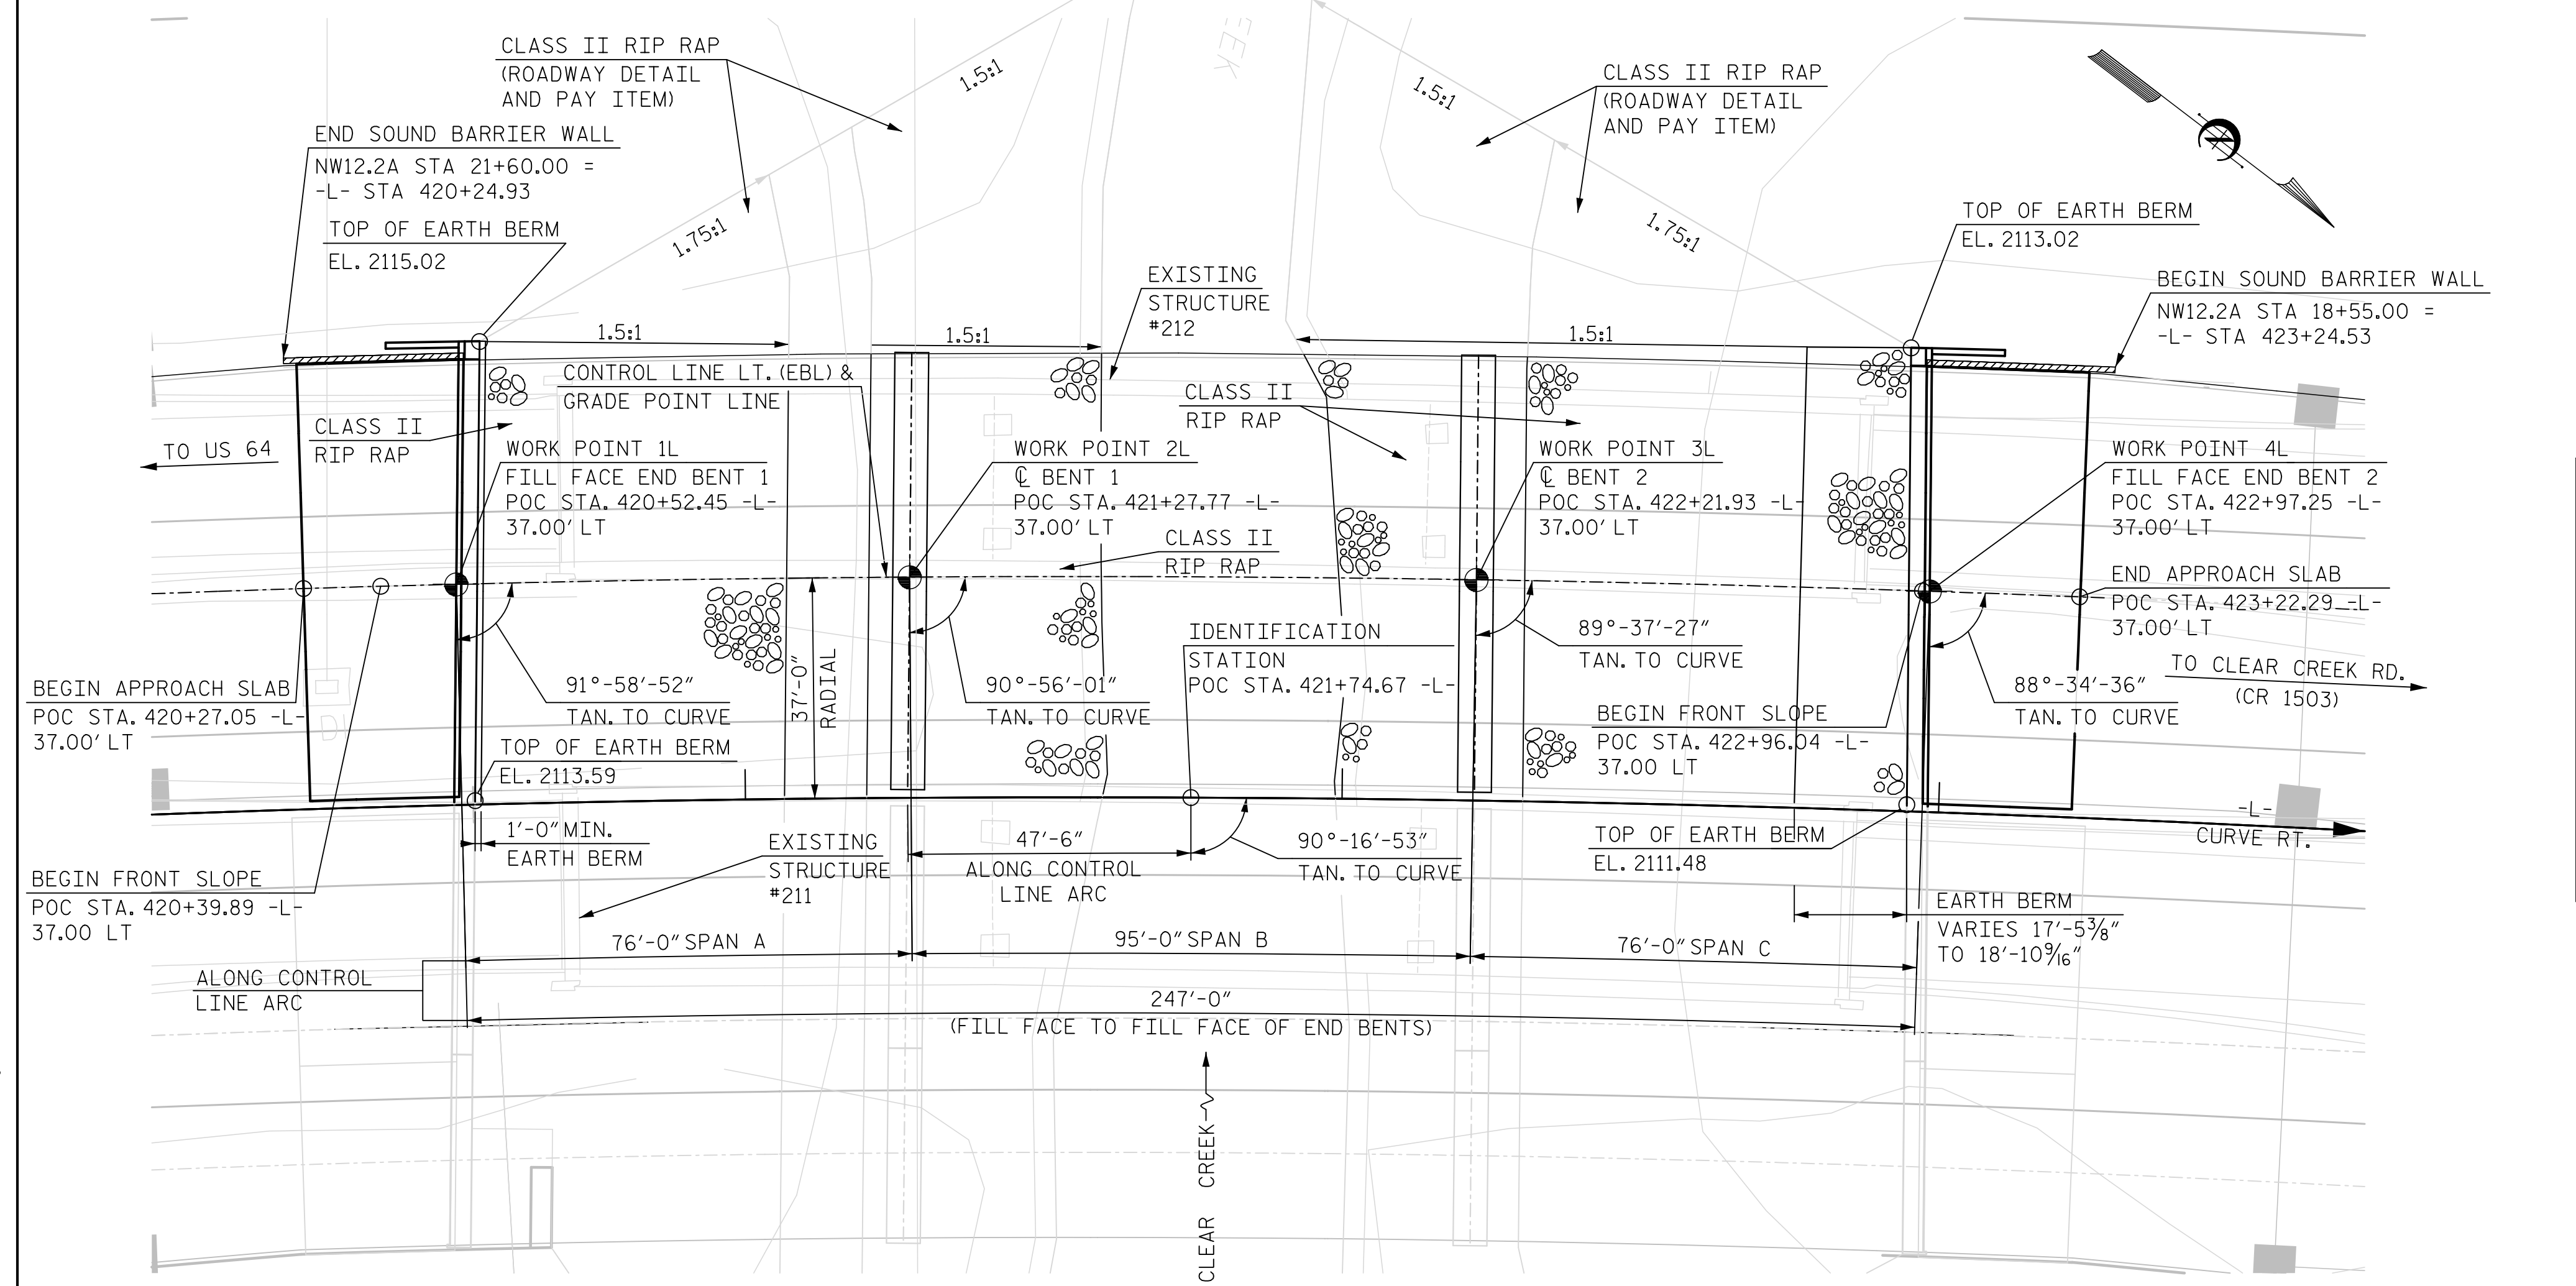 CLASS II RIP RAP
(ROADWAY DETAIL
AND PAY ITEM)
1.5:1
1.5:1
CLASS II RIP RAP
(ROADWAY DETAIL
AND PAY ITEM)
END SOUND BARRIER WALL
NW12.2A STA 21+60.00 =
-L- STA 420+24.93
TOP OF EARTH BERM
EL. 2115.02
1.75:1
1.75:1
TOP OF EARTH BERM
EL. 2113.02
EXISTING
STRUCTURE
#212
BEGIN SOUND BARRIER WALL
NW12.2A STA 18+55.00 =
-L- STA 423+24.53
1.5:1
1.5:1
1.5:1
CONTROL LINE LT. (EBL) &
GRADE POINT LINE
CLASS II
RIP RAP
CLASS II
RIP RAP
TO US 64
WORK POINT 1L
FILL FACE END BENT 1
POC STA. 420+52.45 -L-
37.00' LT
WORK POINT 2L
℄ BENT 1
POC STA. 421+27.77 -L-
37.00' LT
WORK POINT 3L
℄ BENT 2
POC STA. 422+21.93 -L-
37.00' LT
WORK POINT 4L
FILL FACE END BENT 2
POC STA. 422+97.25 -L-
37.00' LT
CLASS II
RIP RAP
END APPROACH SLAB
POC STA. 423+22.29 -L-
37.00' LT
IDENTIFICATION
STATION
POC STA. 421+74.67 -L-
89°-37'-27"
TAN. TO CURVE
TO CLEAR CREEK RD.
(CR 1503)
BEGIN APPROACH SLAB
POC STA. 420+27.05 -L-
37.00' LT
91°-58'-52"
TAN. TO CURVE
37'-0"
RADIAL
90°-56'-01"
TAN. TO CURVE
88°-34'-36"
TAN. TO CURVE
BEGIN FRONT SLOPE
POC STA. 422+96.04 -L-
37.00 LT
DI
TOP OF EARTH BERM
EL. 2113.59
-L-
CURVE RT.
1'-0" MIN.
EARTH BERM
EXISTING
STRUCTURE
#211
47'-6"
ALONG CONTROL
LINE ARC
90°-16'-53"
TAN. TO CURVE
TOP OF EARTH BERM
EL. 2111.48
BEGIN FRONT SLOPE
POC STA. 420+39.89 -L-
37.00 LT
EARTH BERM
VARIES 17'-5⅜"
TO 18'-10 9/16"
76'-0" SPAN A
95'-0" SPAN B
76'-0" SPAN C
ALONG CONTROL
LINE ARC
247'-0"
(FILL FACE TO FILL FACE OF END BENTS)
CLEAR CREEK